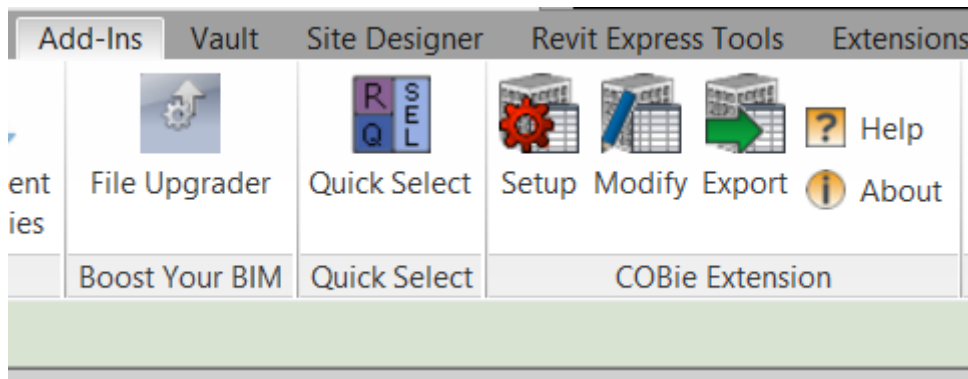 Add-Ins Vault Site Designer Revit Express Tools Extensions
ent
ies
File Upgrader
R S
Q E L
Quick Select
Setup Modify Export
? Help
i About
Boost Your BIM Quick Select COBie Extension